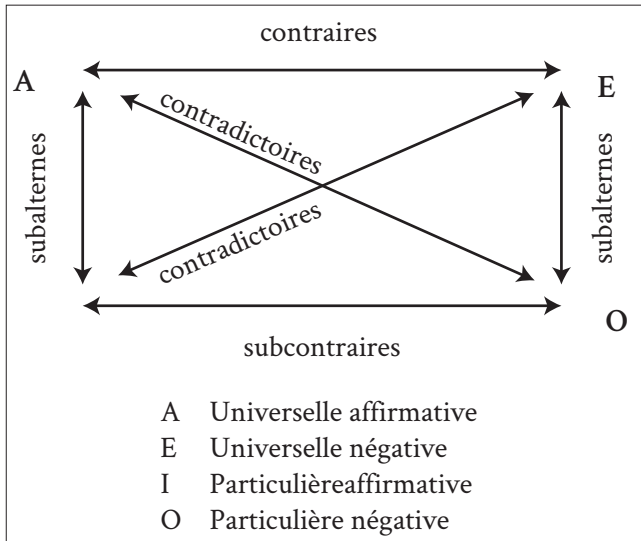 contraires
A
E
contradictoires
subalternes
subalternes
contradictoires
O
subcontraires
A Universelle affirmative
E Universelle négative
I Particulièreaffirmative
O Particulière négative